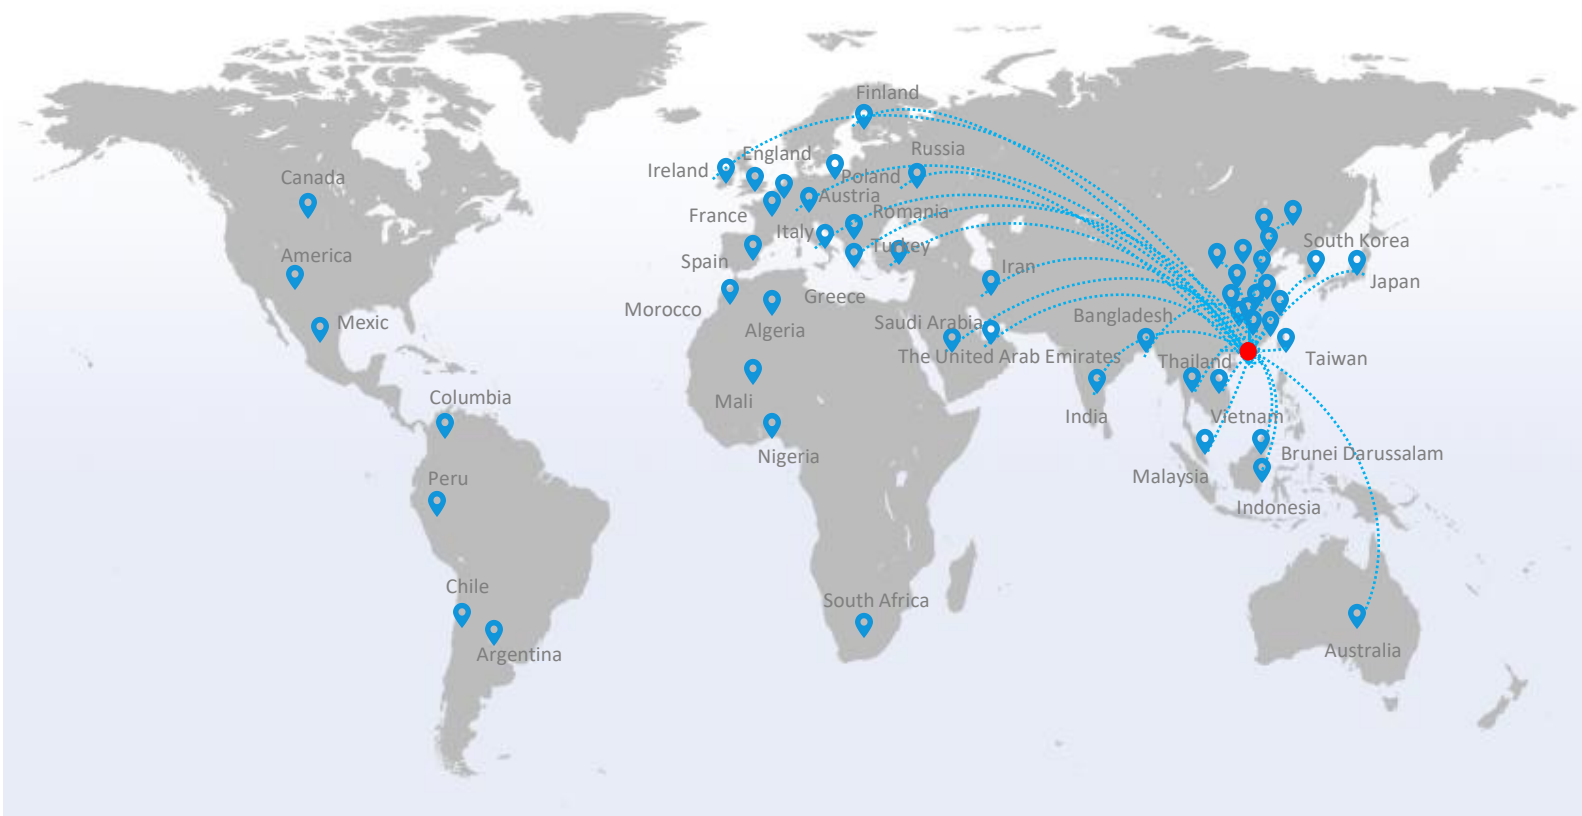 Finland
England
Russia
Ireland
Poland
Canada
Austria
France
Romania
Italy
Turkey
South Korea
America
Spain
Iran
Japan
Morocco
Greece
Algeria
Mexic
Saudi Arabia
Bangladesh
The United Arab Emirates
Thailand
Taiwan
Columbia
Mali
India
Vietnam
Nigeria
Brunei Darussalam
Peru
Malaysia
Indonesia
Chile
South Africa
Argentina
Australia